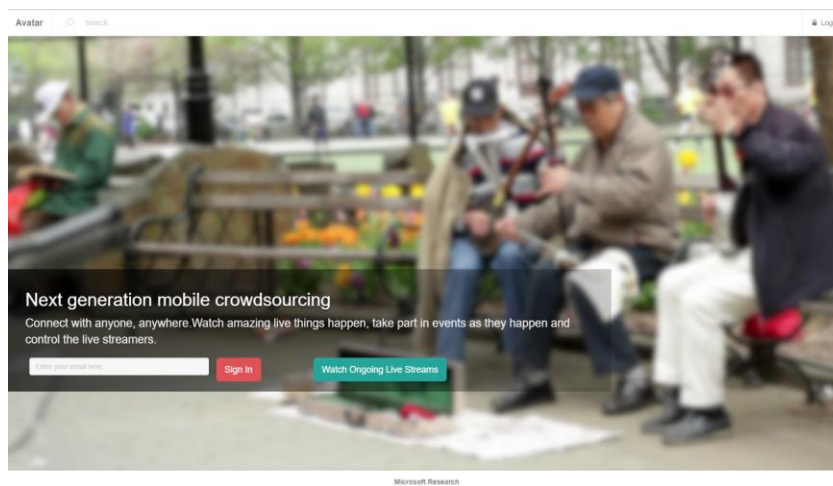 Avatar
Search...
Log
Next generation mobile crowdsourcing
Connect with anyone, anywhere.Watch amazing live things happen, take part in events as they happen and
control the live streamers.
Enter your email here
Sign In
Watch Ongoing Live Streams
Microsoft Research